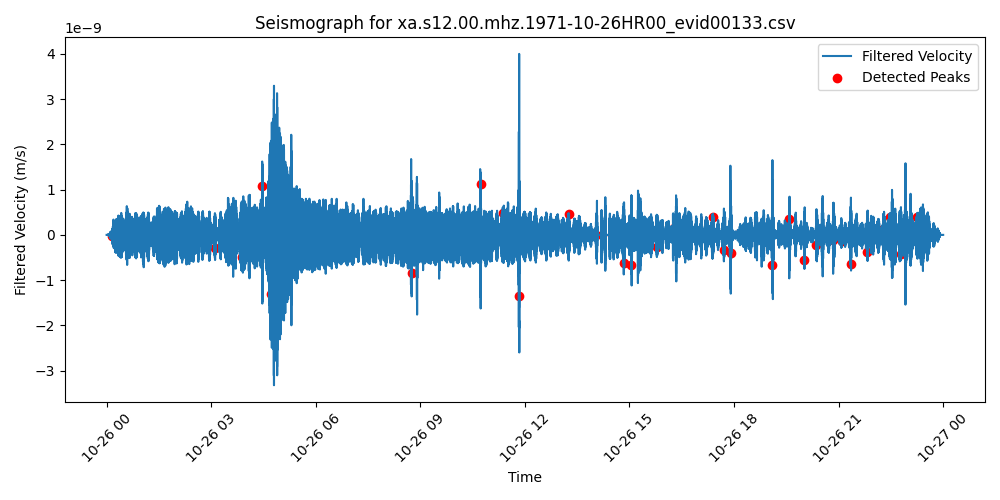 Seismograph for xa.s12.00.mhz.1971-10-26HR00_evid00133.csv
1e−9
Filtered Velocity
Detected Peaks
4
3
2
1
0
−1
−2
−3
Filtered Velocity (m/s)
10-26 00
10-26 03
10-26 06
10-26 09
10-26 12
10-26 15
10-26 18
10-26 21
10-27 00
Time